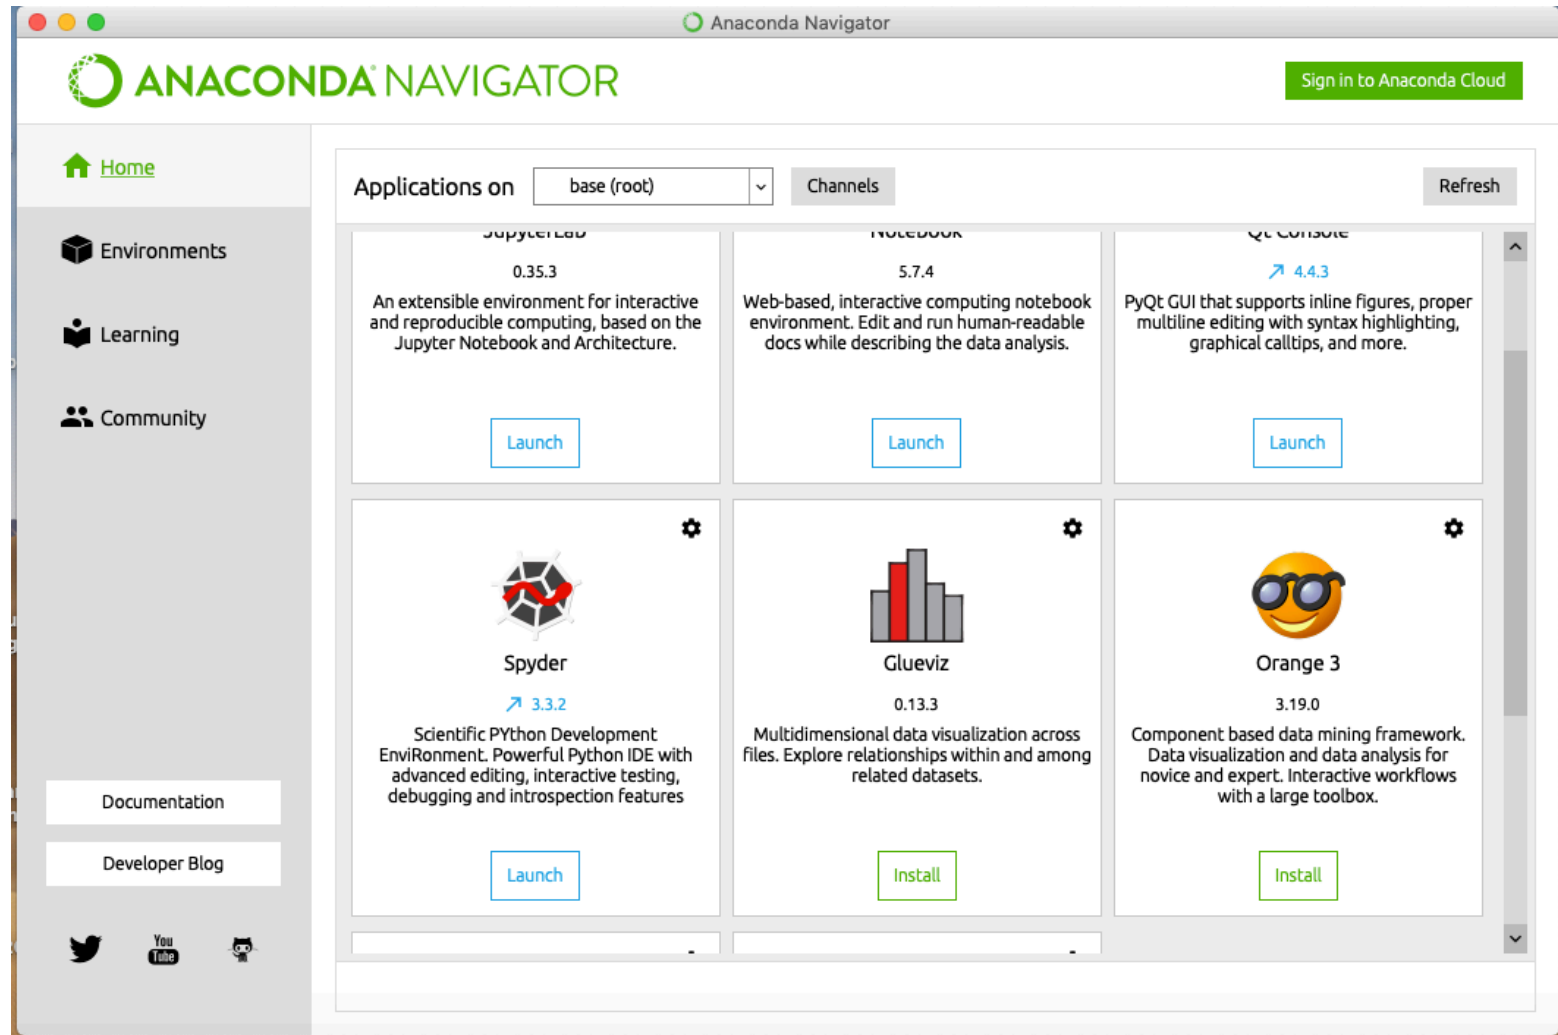 Anaconda Navigator
ANACONDA NAVIGATOR
Sign in to Anaconda Cloud
Home
Environments
Learning
Community
Documentation
Developer Blog
You
Tube
Applications on
base (root)
Channels
Refresh
JupyterLab
0.35.3
An extensible environment for interactive
and reproducible computing, based on the
Jupyter Notebook and Architecture.
Launch
Notebook
5.7.4
Web-based, interactive computing notebook
environment. Edit and run human-readable
docs while describing the data analysis.
Launch
Qt Console
4.4.3
PyQt GUI that supports inline figures, proper
multiline editing with syntax highlighting,
graphical calltips, and more.
Launch
Spyder
3.3.2
Scientific PYthon Development
EnviRonment. Powerful Python IDE with
advanced editing, interactive testing,
debugging and introspection features
Launch
Glueviz
0.13.3
Multidimensional data visualization across
files. Explore relationships within and among
related datasets.
Install
Orange 3
3.19.0
Component based data mining framework.
Data visualization and data analysis for
novice and expert. Interactive workflows
with a large toolbox.
Install